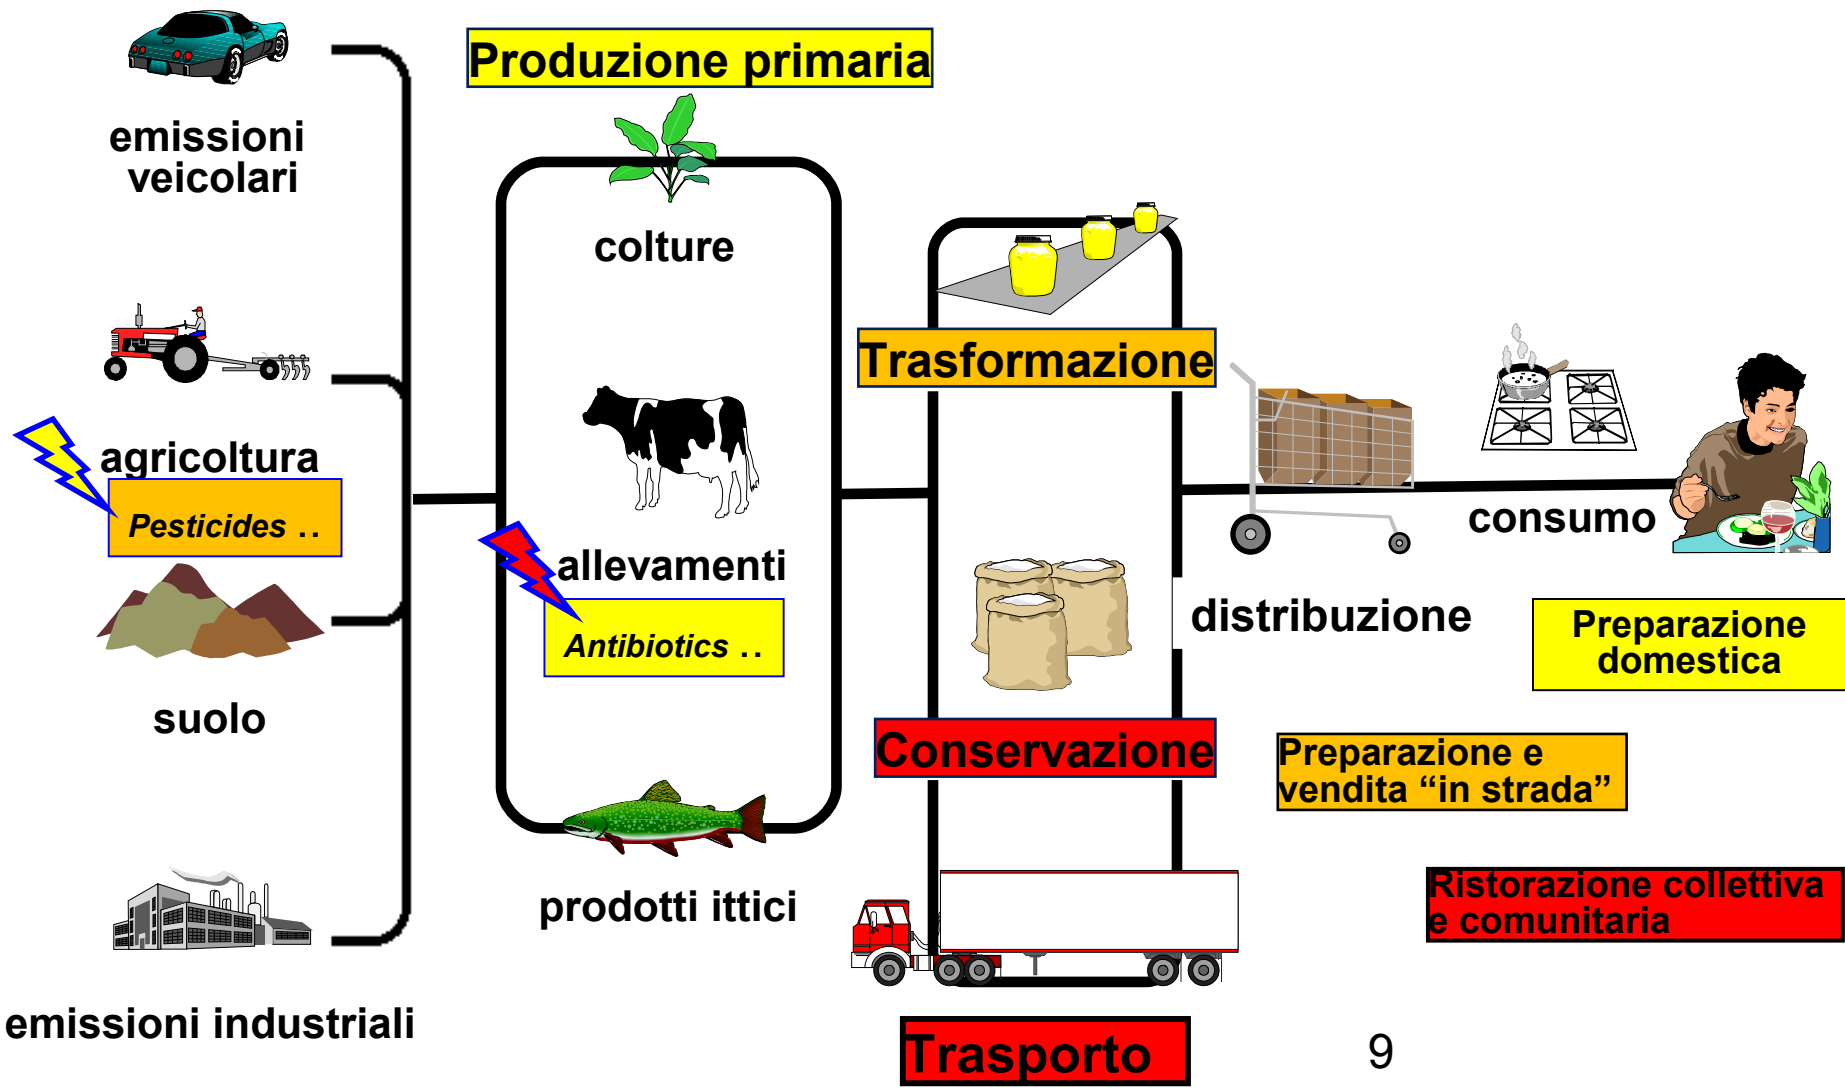 Produzione primaria
emissioni
veicolari
colture
Trasformazione
agricoltura
Pesticides ..
allevamenti
Antibiotics ..
consumo
distribuzione
Preparazione
domestica
suolo
Conservazione
Preparazione e
vendita “in strada”
prodotti ittici
Ristorazione collettiva
e comunitaria
emissioni industriali
Trasporto
9